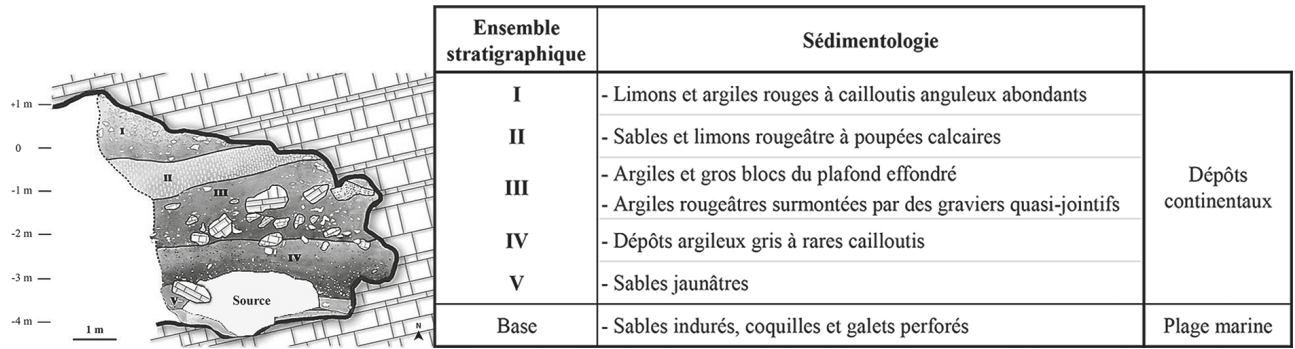 +1 m
0
-1 m
-2 m
-3 m
-4 m
I
II
III
IV
V
Source
1 m
N
Ensemble
stratigraphique
Sédimentologie
I
- Limons et argiles rouges à cailloutis anguleux abondants
II
- Sables et limons rougeâtre à poupées calcaires
III
- Argiles et gros blocs du plafond effondré
- Argiles rougeâtres surmontées par des graviers quasi-jointifs
IV
- Dépôts argileux gris à rares cailloutis
V
- Sables jaunâtres
Dépôts
continentaux
Base
- Sables indurés, coquilles et galets perforés
Plage marine